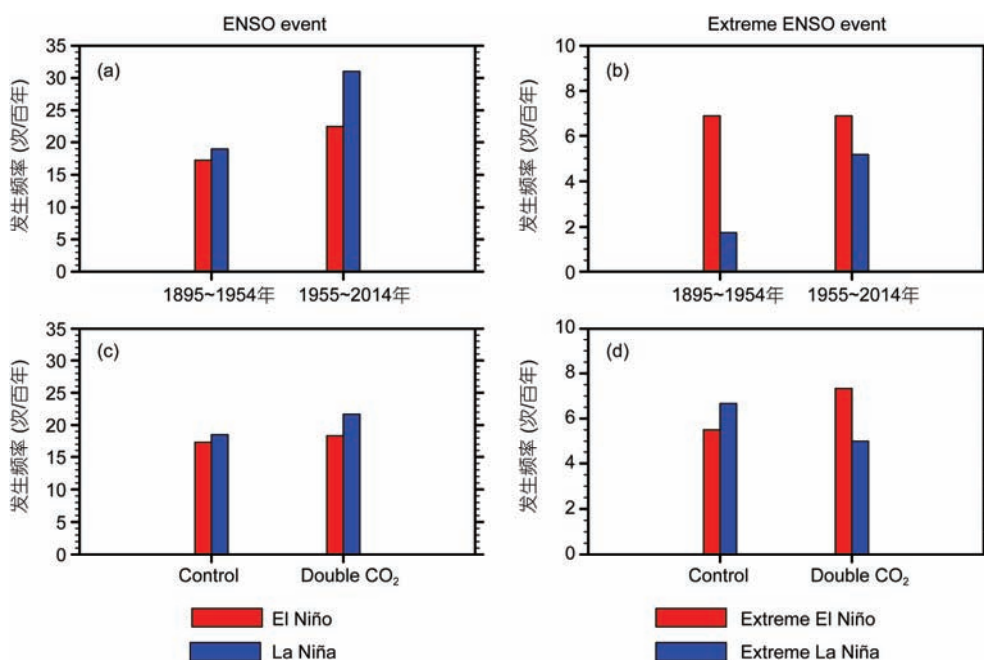 ENSO event
Extreme ENSO event
35
30
25
20
15
10
5
0
(a)
发生频率 (次/百年)
1895~1954年
1955~2014年
10
8
6
4
2
0
(b)
发生频率 (次/百年)
1895~1954年
1955~2014年
35
30
25
20
15
10
5
0
(c)
发生频率 (次/百年)
Control
Double CO₂
10
8
6
4
2
0
(d)
发生频率 (次/百年)
Control
Double CO₂
El Niño
La Niña
Extreme El Niño
Extreme La Niña